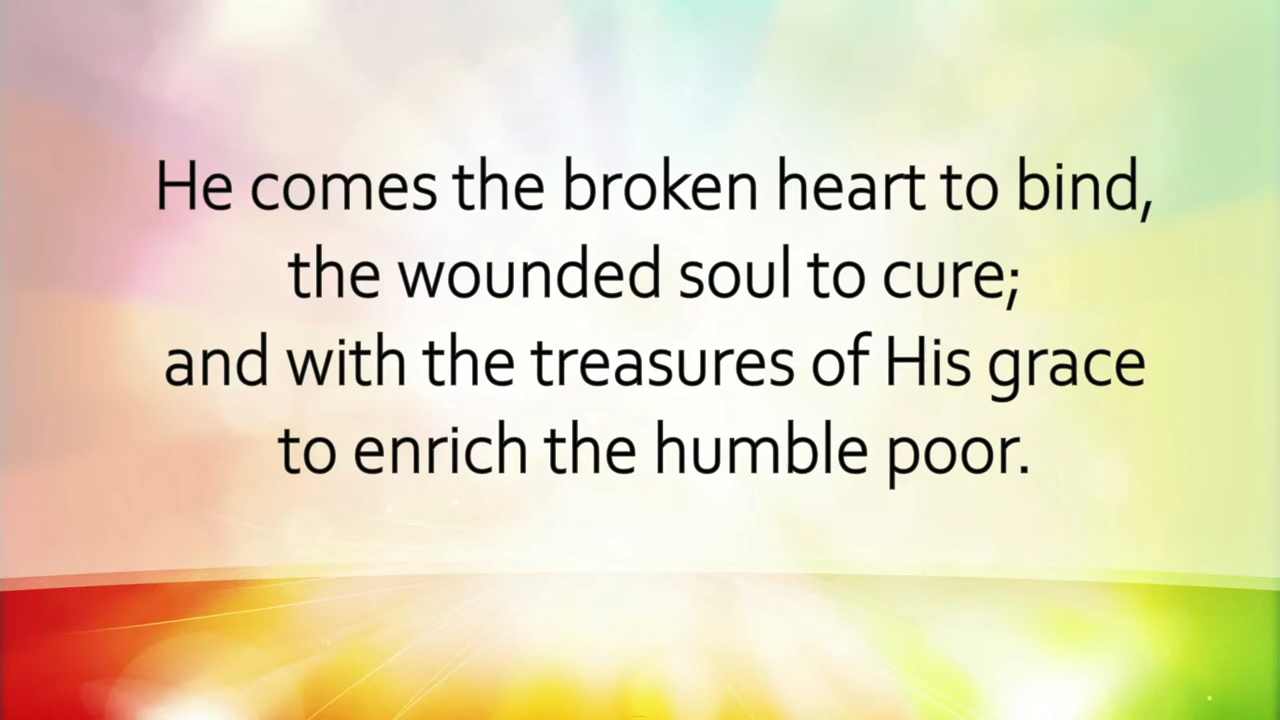 He comes the broken heart to bind,
the wounded soul to cure;
and with the treasures of His grace
to enrich the humble poor.